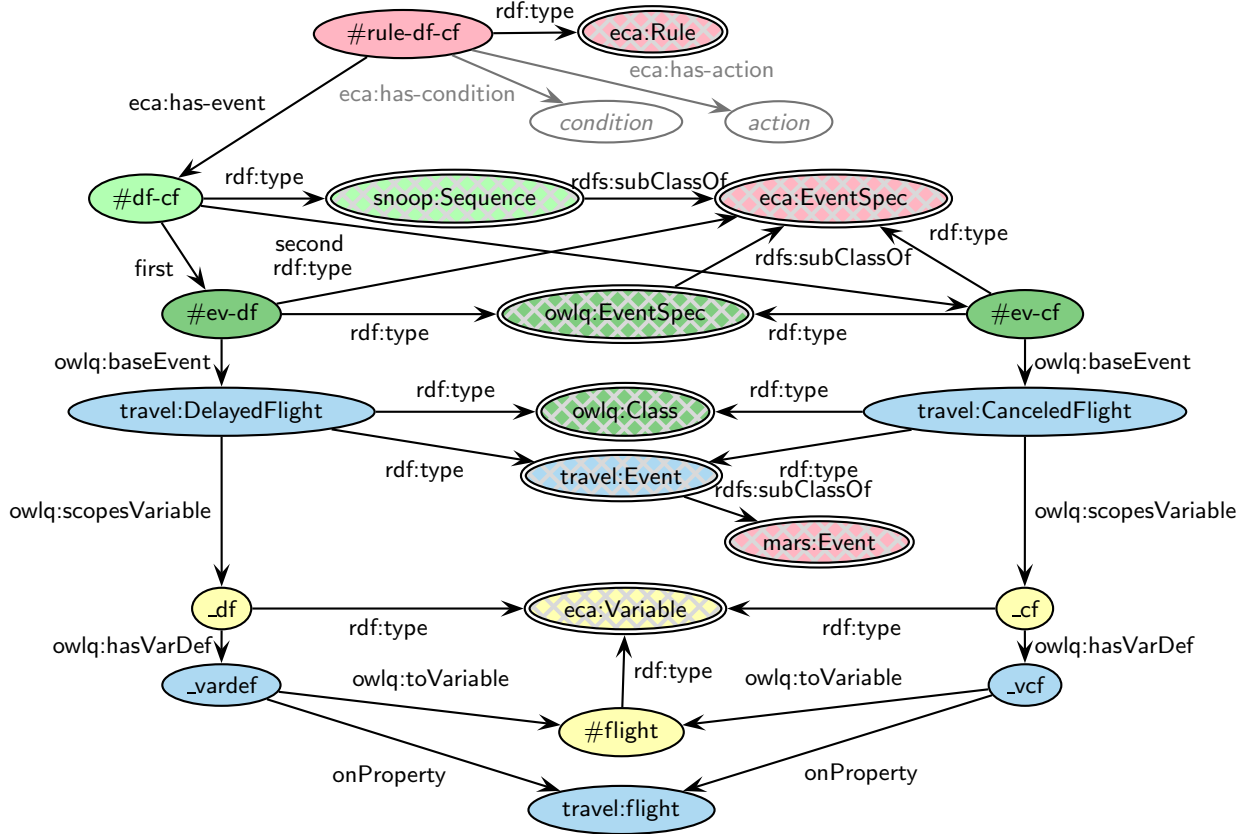 rdf:type
#rule-df-cf
eca:Rule
eca:has-action
eca:has-condition
eca:has-event
condition
action
rdf:type
rdfs:subClassOf
#df-cf
snoop:Sequence
eca:EventSpec
rdf:type
second
rdfs:subClassOf
first
rdf:type
#ev-df
owlq:EventSpec
#ev-cf
rdf:type
rdf:type
owlq:baseEvent
owlq:baseEvent
rdf:type
rdf:type
travel:DelayedFlight
owlq:Class
travel:CanceledFlight
rdf:type
rdf:type
travel:Event
rdfs:subClassOf
owlq:scopesVariable
owlq:scopesVariable
mars:Event
_df
eca:Variable
_cf
rdf:type
rdf:type
owlq:hasVarDef
owlq:hasVarDef
rdf:type
owlq:toVariable
owlq:toVariable
_vardef
_vcf
#flight
onProperty
onProperty
travel:flight